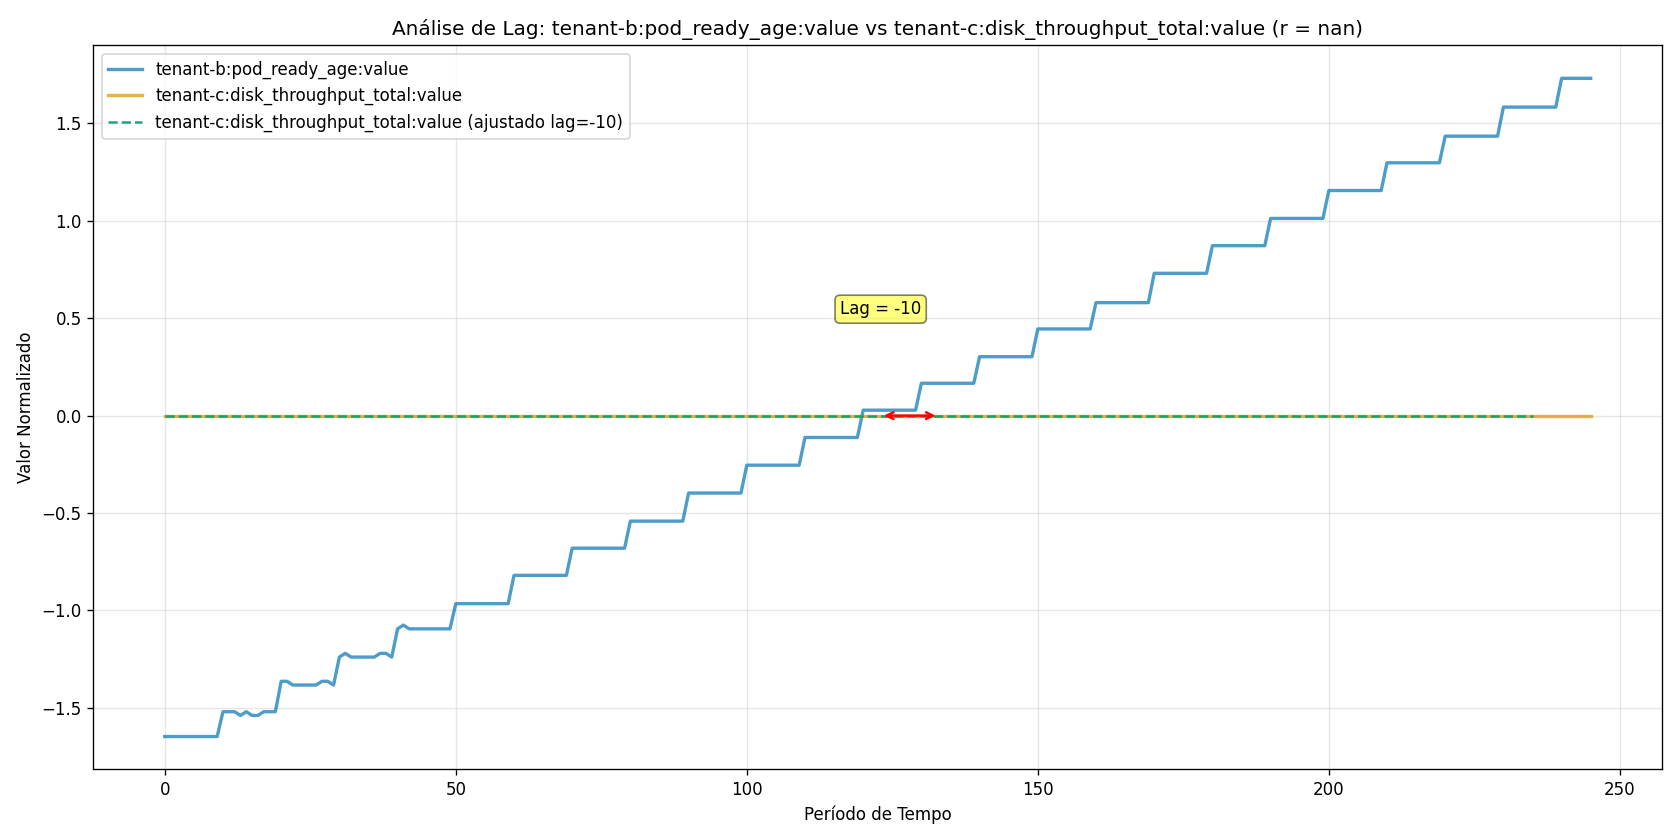 Análise de Lag: tenant-b:pod_ready_age:value vs tenant-c:disk_throughput_total:value (r = nan)
tenant-b:pod_ready_age:value
tenant-c:disk_throughput_total:value
tenant-c:disk_throughput_total:value (ajustado lag=-10)
Valor Normalizado
1.5
1.0
0.5
0.0
−0.5
−1.0
−1.5
Lag = -10
0
50
100
150
200
250
Período de Tempo